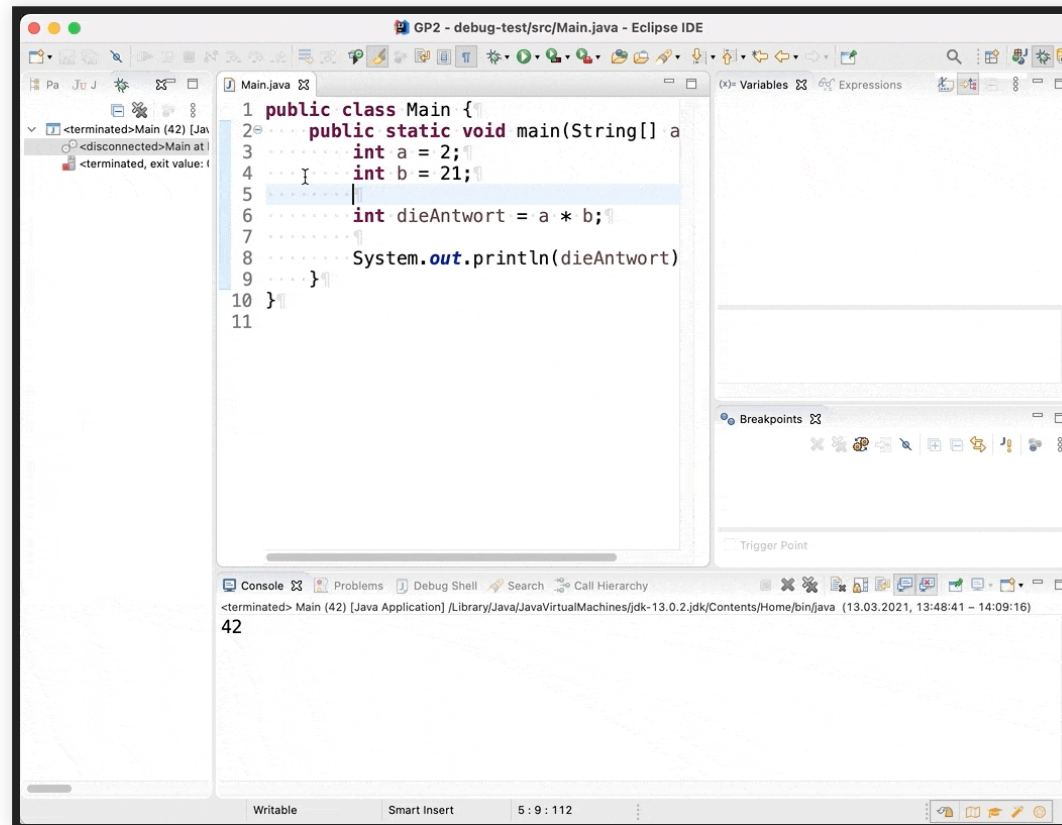 GP2 - debug-test/src/Main.java - Eclipse IDE
Pa Ju J
<terminated>Main (42) [Jav
<disconnected>Main at l
<terminated, exit value: 
Main.java
1 public class Main {
2 public static void main(String[] a
3 int a = 2;
4 int b = 21;
5
6 int dieAntwort = a * b;
7
8 System.out.println(dieAntwort)
9 }
10 }
11
(x)= Variables Expressions
Breakpoints
Trigger Point
Console Problems Debug Shell Search Call Hierarchy
<terminated> Main (42) [Java Application] /Library/Java/JavaVirtualMachines/jdk-13.0.2.jdk/Contents/Home/bin/java (13.03.2021, 13:48:41 – 14:09:16)
42
Writable Smart Insert 5 : 9 : 112